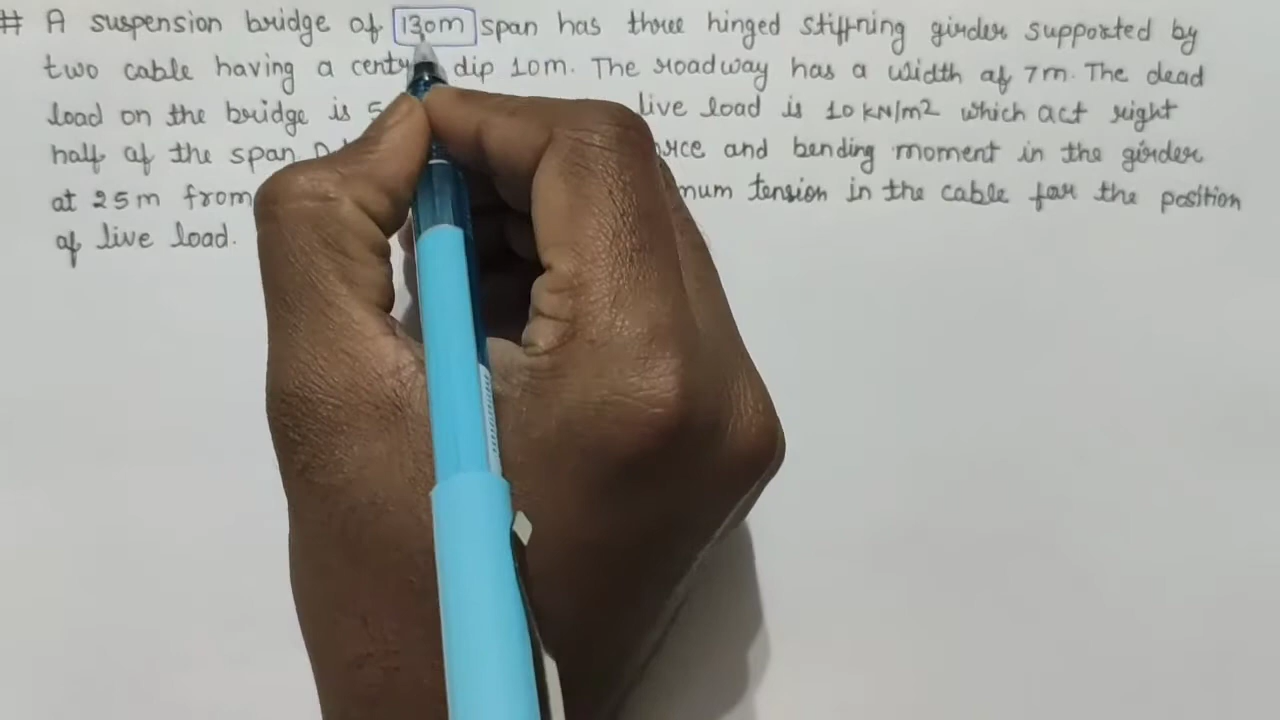 # A suspension bridge of 130m span has three hinged stiffning girder supported by
two cable having a dip 10m. The roadway has a width of 7m. The dead
load on the bridge is 5 live load is 10 kN/m² which act right
half of the span and bending moment in the girder
at 25m from tension in the cable for the position
of live load.